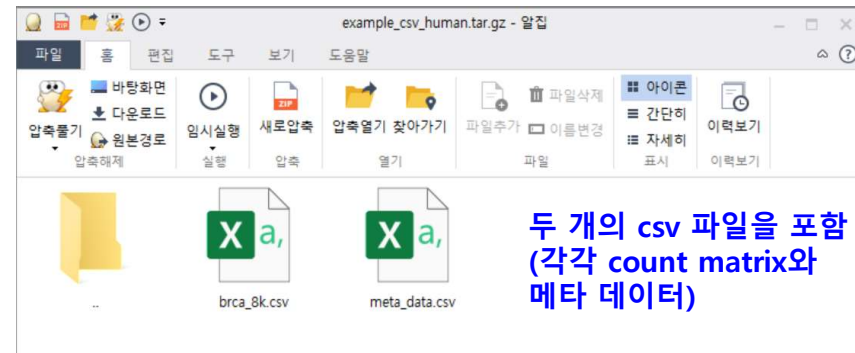 ZIP
example_csv_human.tar.gz - 알집
파일 홈 편집 도구 보기 도움말
압축풀기
바탕화면
다운로드
원본경로
압축해제
임시실행
실행
ZIP
새로압축
압축
압축열기 찾아가기
열기
파일추가
파일삭제
이름변경
파일
아이콘
간단히
자세히
표시
이력보기
이력보기
..
X a,
brca_8k.csv
X a,
meta_data.csv
두 개의 csv 파일을 포함
(각각 count matrix와
메타 데이터)